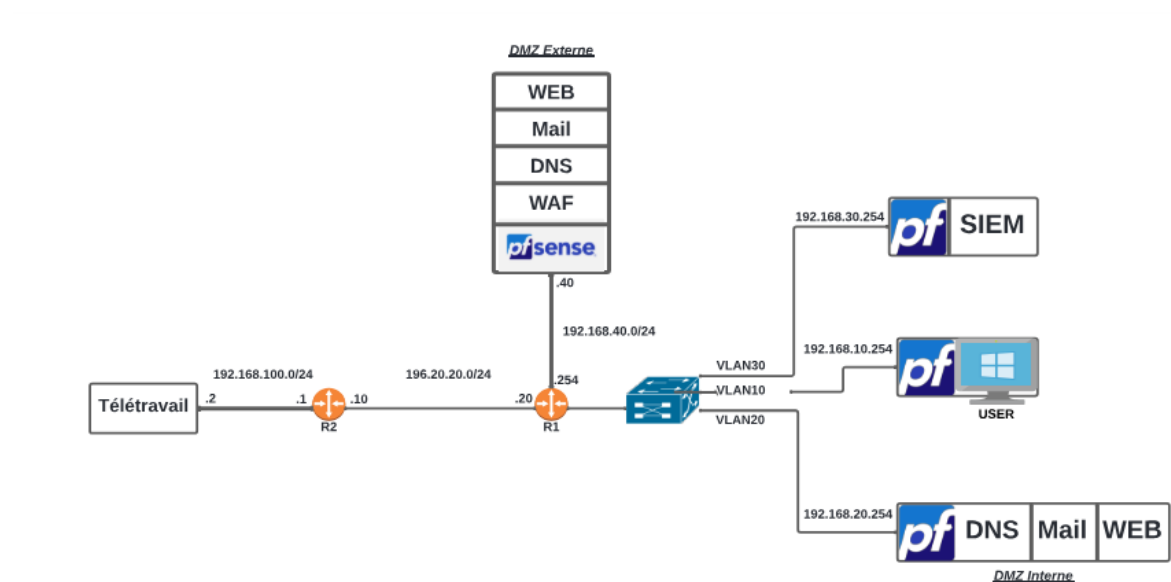 DMZ Externe
WEB
Mail
DNS
WAF
pfsense
.40
192.168.40.0/24
.254
192.168.100.0/24
196.20.20.0/24
Télétravail
.2
.1
.10
.20
R2
R1
VLAN30
VLAN10
VLAN20
192.168.30.254
pf
SIEM
192.168.10.254
pf
USER
192.168.20.254
pf
DNS
Mail
WEB
DMZ Interne